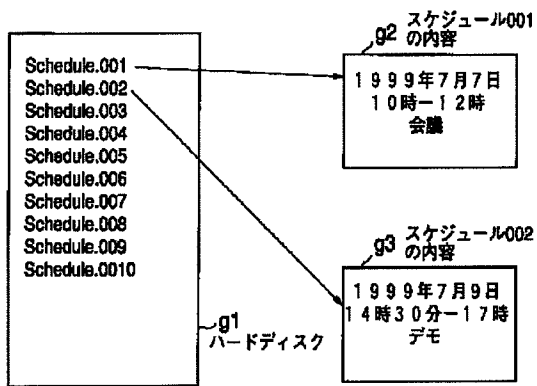 Schedule.001
Schedule.002
Schedule.003
Schedule.004
Schedule.005
Schedule.006
Schedule.007
Schedule.008
Schedule.009
Schedule.0010
g1
ハードディスク
g2 スケジュール001
の内容
1999年7月7日
10時ー12時
会議
g3 スケジュール002
の内容
1999年7月9日
14時30分ー17時
デモ